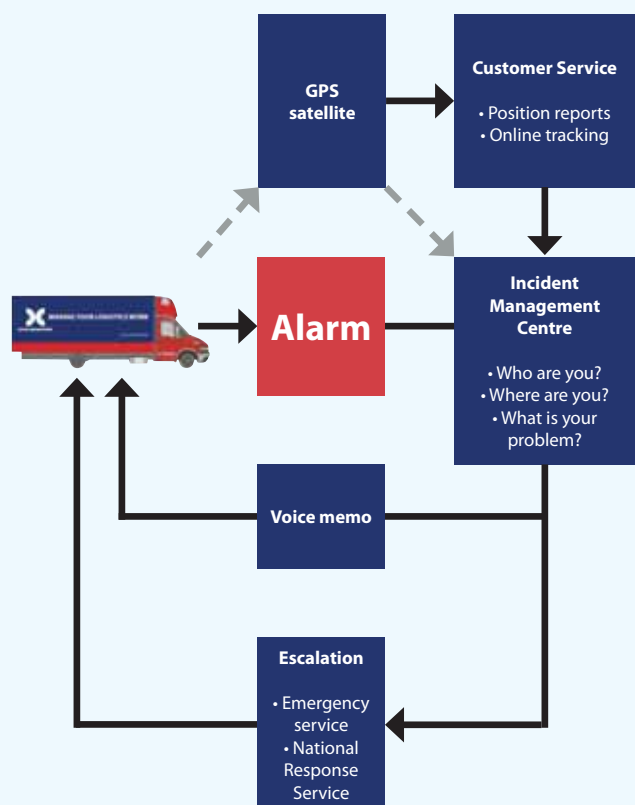 GPS
satellite
Customer Service
• Position reports
• Online tracking
Alarm
Incident
Management
Centre
• Who are you?
• Where are you?
• What is your
problem?
Voice memo
Escalation
• Emergency
service
• National
Response
Service